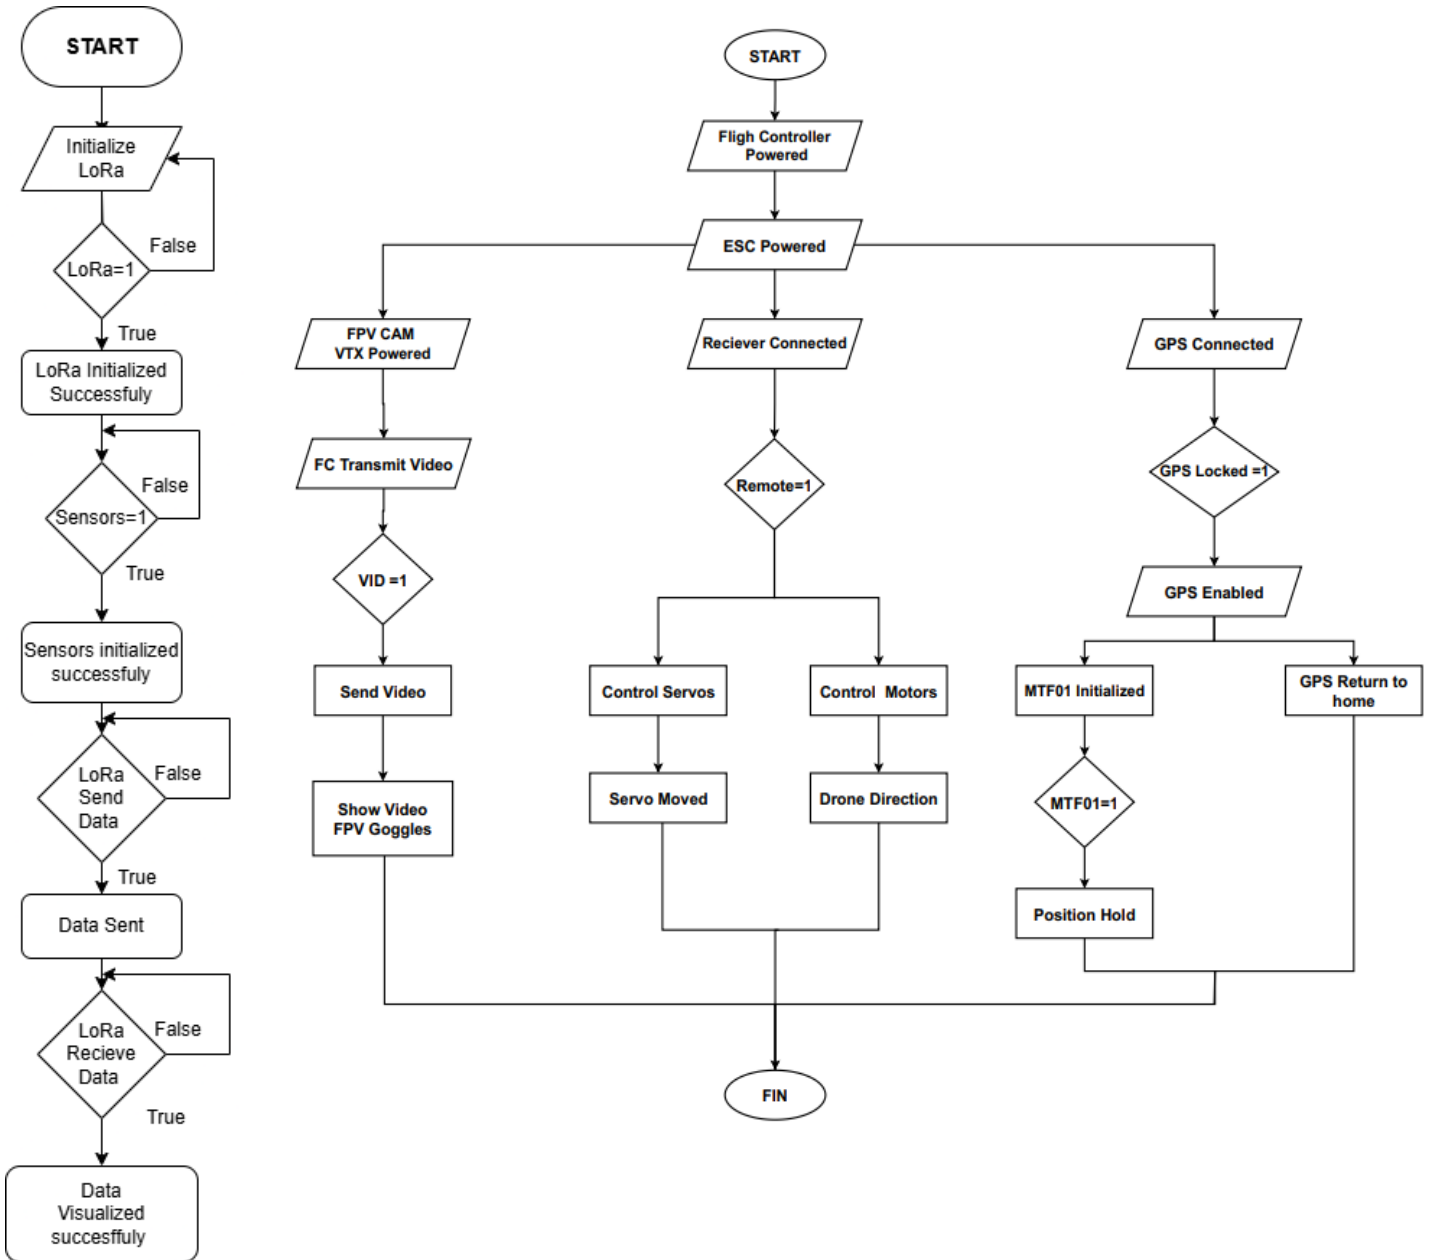 START
Initialize
LoRa
False
LoRa=1
True
LoRa Initialized
Successfuly
False
Sensors=1
True
Sensors initialized
successfuly
LoRa
Send
Data
False
True
Data Sent
LoRa
Recieve
Data
False
True
Data
Visualized
succesffuly
START
Fligh Controller
Powered
ESC Powered
FPV CAM
VTX Powered
FC Transmit Video
VID =1
Send Video
Show Video
FPV Goggles
Reciever Connected
Remote=1
Control Servos
Servo Moved
Control Motors
Drone Direction
GPS Connected
GPS Locked =1
GPS Enabled
MTF01 Initialized
MTF01=1
Position Hold
GPS Return to
home
FIN